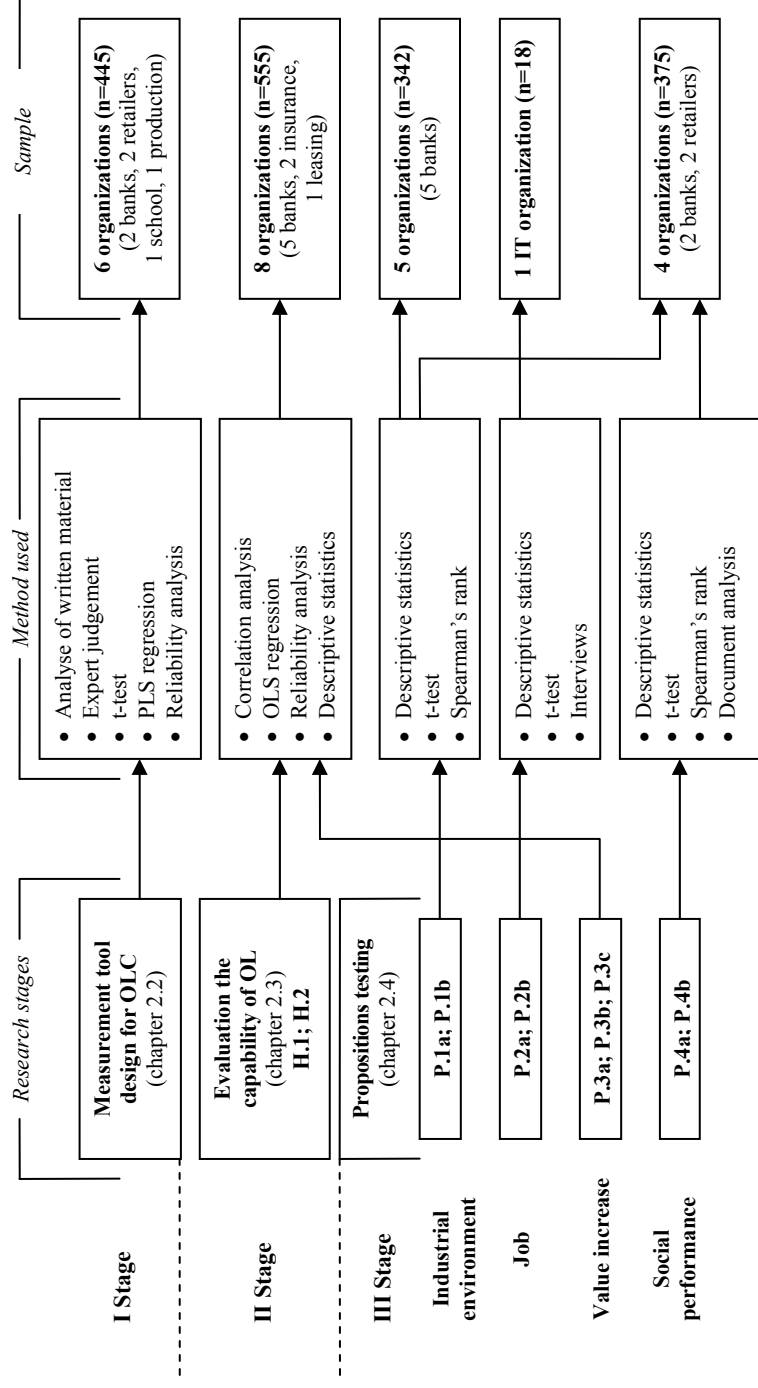 Research stages
Method used
Sample
I Stage
Measurement tool
design for OLC
(chapter 2.2)
• Analyse of written material
• Expert judgement
• t-test
• PLS regression
• Reliability analysis
6 organizations (n=445)
(2 banks, 2 retailers,
1 school, 1 production)
II Stage
Evaluation the
capability of OL
(chapter 2.3)
H.1; H.2
• Correlation analysis
• OLS regression
• Reliability analysis
• Descriptive statistics
8 organizations (n=555)
(5 banks, 2 insurance,
1 leasing)
III Stage
Propositions testing
(chapter 2.4)
Industrial
environment
P.1a; P.1b
• Descriptive statistics
• t-test
• Spearman’s rank
5 organizations (n=342)
(5 banks)
Job
P.2a; P.2b
• Descriptive statistics
• t-test
• Interviews
1 IT organization (n=18)
Value increase
P.3a; P.3b; P.3c
Social
performance
P.4a; P.4b
• Descriptive statistics
• t-test
• Spearman’s rank
• Document analysis
4 organizations (n=375)
(2 banks, 2 retailers)